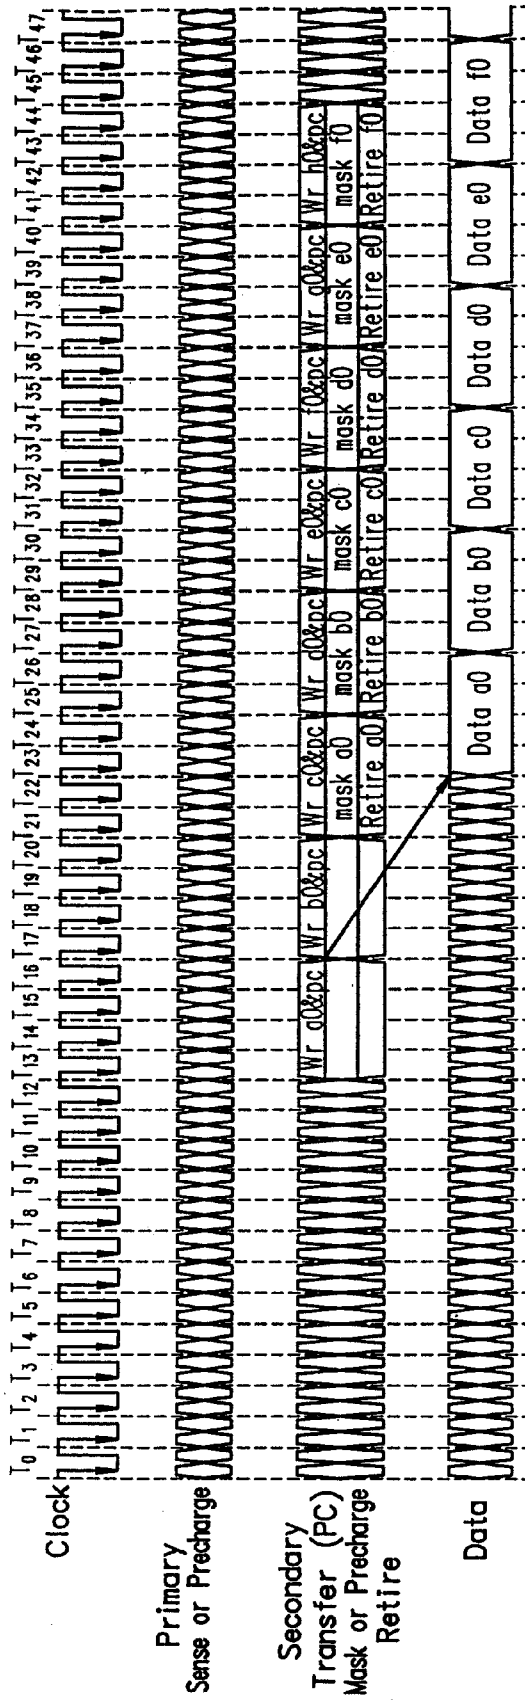 T0 T1 T2 T3 T4 T5 T6 T7 T8 T9 T10 T11 T12 T13 T14 T15 T16 T17 T18 T19 T20 T21 T22 T23 T24 T25 T26 T27 T28 T29 T30 T31 T32 T33 T34 T35 T36 T37 T38 T39 T40 T41 T42 T43 T44 T45 T46 T47
Clock
Primary
Sense or Precharge
Secondary
Transfer (PC)
Mask or Precharge
Retire
Wr a0&pc Wr b0&pc Wr c0&pc Wr d0&pc Wr e0&pc Wr f0&pc Wr g0&pc Wr h0&pc
mask a0 mask b0 mask c0 mask d0 mask e0 mask f0
Retire a0 Retire b0 Retire c0 Retire d0 Retire e0 Retire f0
Data
Data a0 Data b0 Data c0 Data d0 Data e0 Data f0